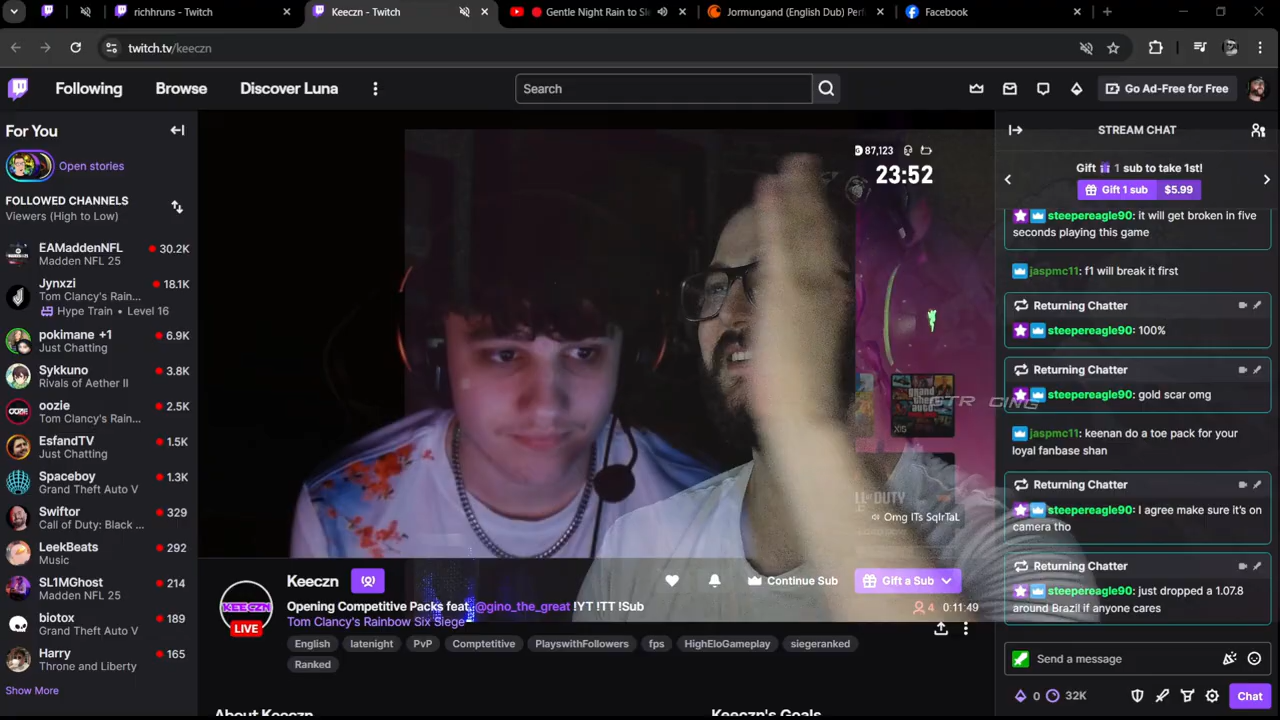 richhruns - Twitch
Keeczn - Twitch
Gentle Night Rain to Sl
Jormungand (English Dub) Perf
Facebook
twitch.tv/keeczn
Following
Browse
Discover Luna
Search
Go Ad-Free for Free
For You
Open stories
FOLLOWED CHANNELS
Viewers (High to Low)
EAMaddenNFL 30.2K
Madden NFL 25
Jynxzi 18.1K
Tom Clancy's Rain...
Hype Train • Level 16
pokimane +1 6.9K
Just Chatting
Sykkuno 3.8K
Rivals of Aether II
oozie 2.5K
Tom Clancy's Rain...
EsfandTV 1.5K
Just Chatting
Spaceboy 1.3K
Grand Theft Auto V
Swiftor 329
Call of Duty: Black ...
LeekBeats 292
Music
SL1MGhost 214
Madden NFL 25
biotox 189
Grand Theft Auto V
Harry 165
Throne and Liberty
Show More
87,123
23:52
grand
theft
auto
X|S
GTR CING
LL OF DUTY
Omg ITs SqIrTaL
KEECZN
LIVE
Keeczn
Continue Sub
Gift a Sub
Opening Competitive Packs feat. @gino_the_great !YT !TT !Sub
4 0:11:49
Tom Clancy's Rainbow Six Siege
English
latenight
PvP
Comptetitive
PlayswithFollowers
fps
HighEloGameplay
siegeranked
Ranked
About Keeczn
Keeczn's Goals
STREAM CHAT
Gift 1 sub to take 1st!
Gift 1 sub $5.99
steepereagle90: it will get broken in five
seconds playing this game
jaspmc11: f1 will break it first
Returning Chatter
steepereagle90: 100%
Returning Chatter
steepereagle90: gold scar omg
jaspmc11: keenan do a toe pack for your
loyal fanbase shan
Returning Chatter
steepereagle90: I agree make sure it's on
camera tho
Returning Chatter
steepereagle90: just dropped a 1.07.8
around Brazil if anyone cares
Send a message
0 32K
Chat